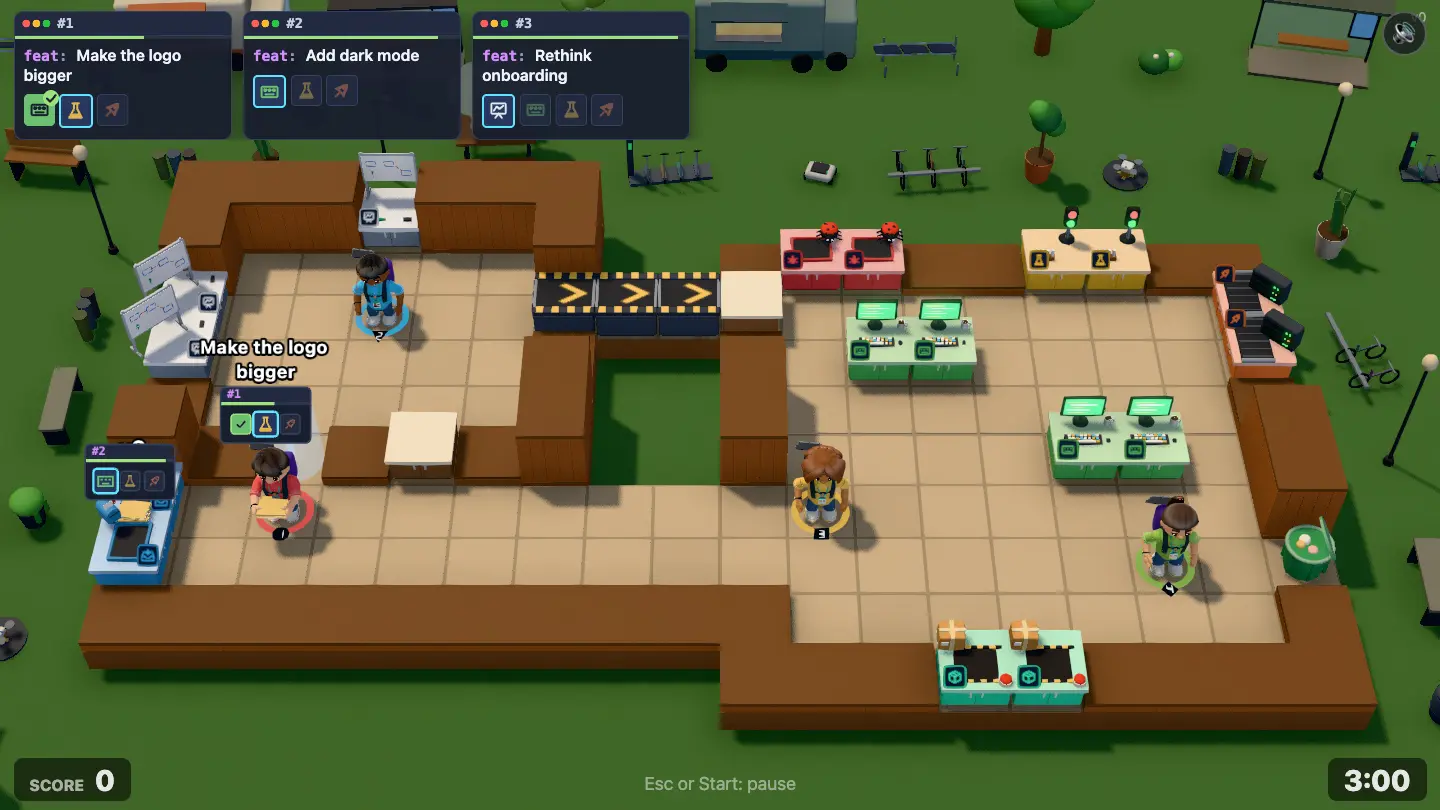 #1
feat: Make the logo
bigger
#2
feat: Add dark mode
#3
feat: Rethink
onboarding
2
Make the logo
bigger
#1
#2
1
3
4
SCORE 0
Esc or Start: pause
3:00